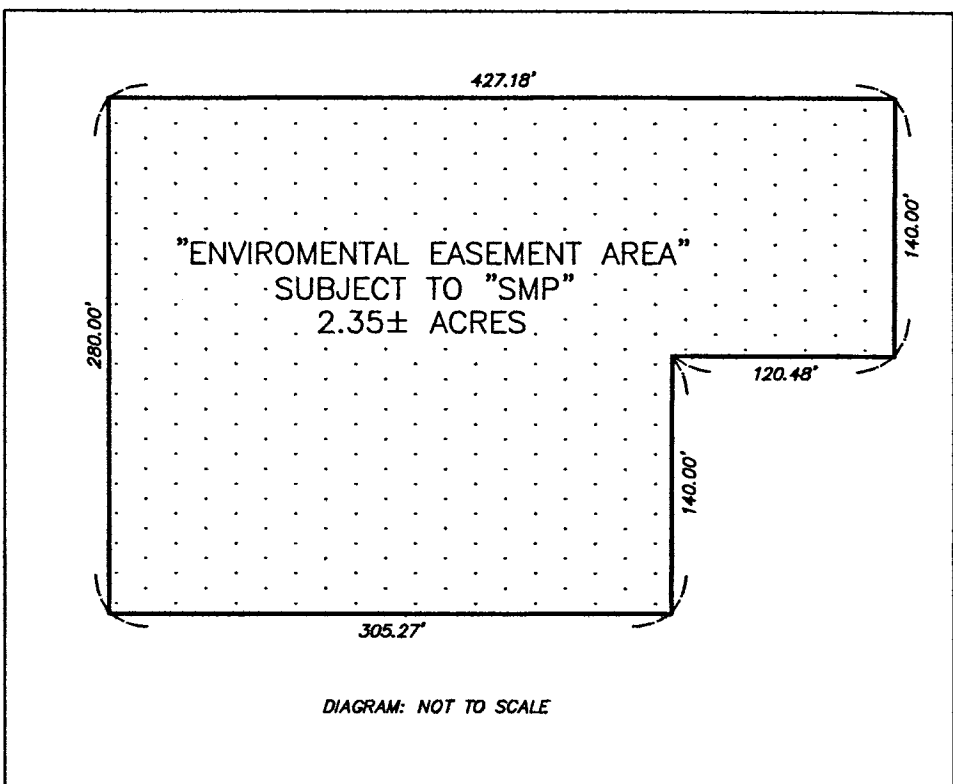 427.18'
140.00'
"ENVIROMENTAL EASEMENT AREA"
SUBJECT TO "SMP"
2.35± ACRES
280.00'
120.48'
140.00'
305.27'
DIAGRAM: NOT TO SCALE